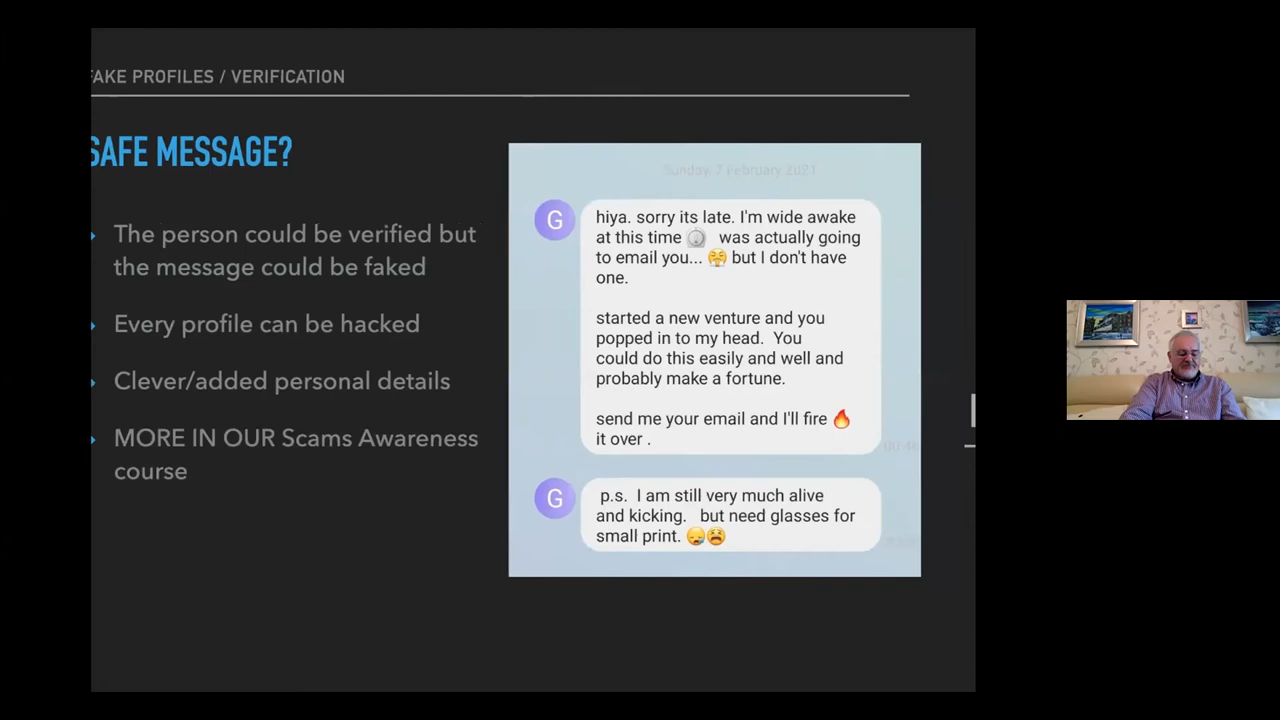 FAKE PROFILES / VERIFICATION
SAFE MESSAGE?
The person could be verified but
the message could be faked
Every profile can be hacked
Clever/added personal details
MORE IN OUR Scams Awareness
course
Sunday, 7 February 2021
G
hiya. sorry its late. I'm wide awake
at this time was actually going
to email you... 😤 but I don't have
one.
started a new venture and you
popped in to my head. You
could do this easily and well and
probably make a fortune.
send me your email and I'll fire 🔥
it over .
G
p.s. I am still very much alive
and kicking. but need glasses for
small print. 😪😫